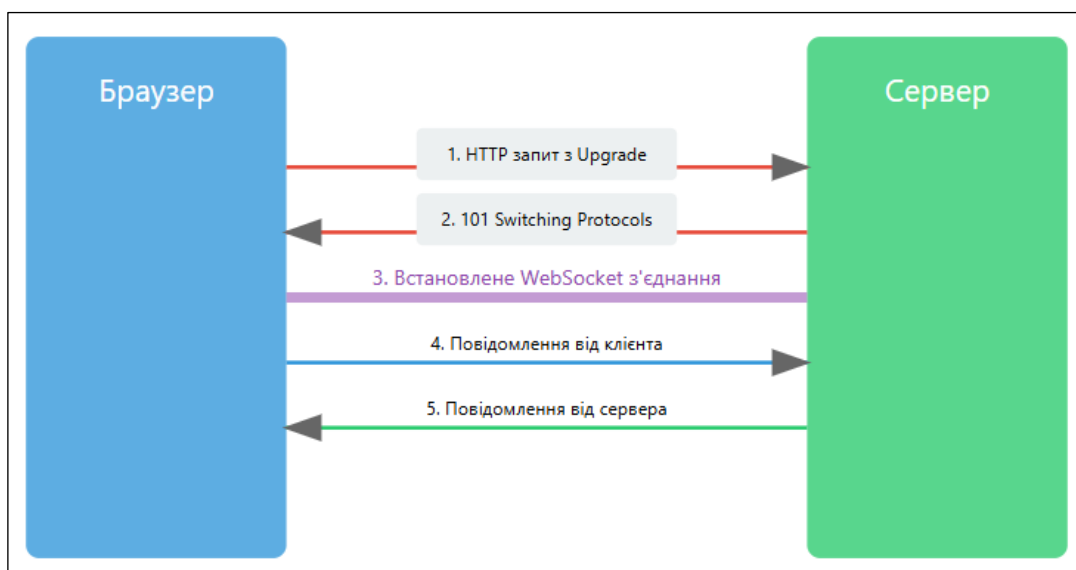 Браузер
Сервер
1. HTTP запит з Upgrade
2. 101 Switching Protocols
3. Встановлене WebSocket з'єднання
4. Повідомлення від клієнта
5. Повідомлення від сервера